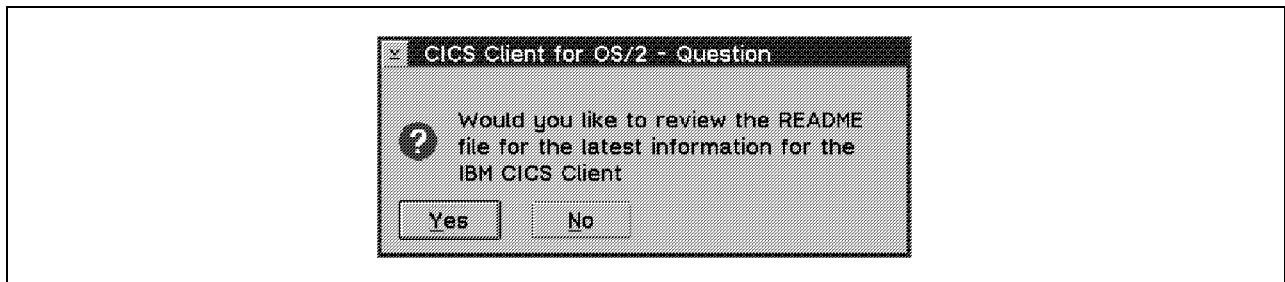 CICS Client for OS/2 - Question
Would you like to review the README
file for the latest information for the
IBM CICS Client
Yes No